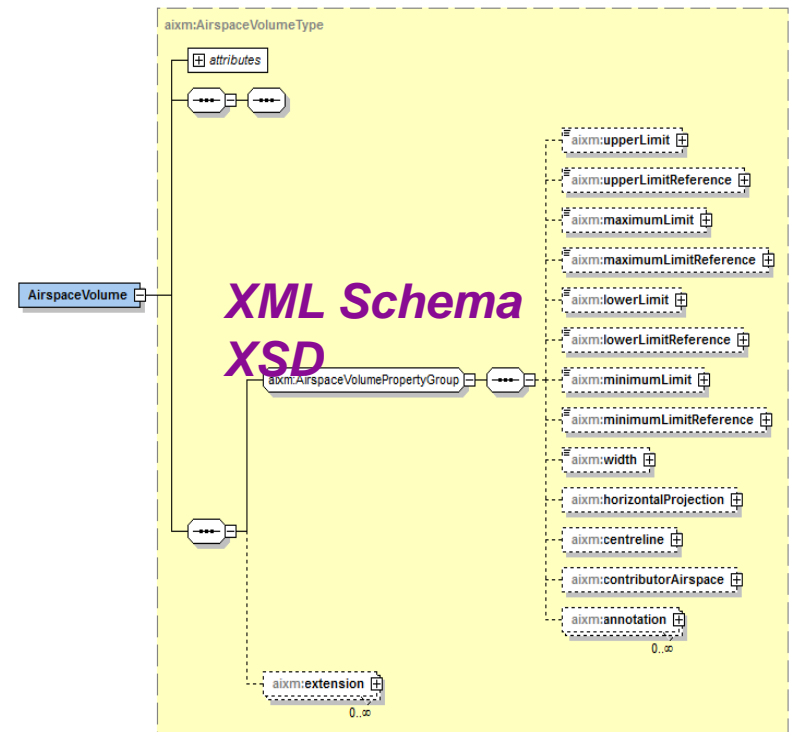 aixm:AirspaceVolumeType
attributes
aixm:upperLimit
aixm:upperLimitReference
aixm:maximumLimit
aixm:maximumLimitReference
AirspaceVolume
XML Schema
aixm:lowerLimit
XSD
aixm:lowerLimitReference
aixm:AirspaceVolumePropertyGroup
aixm:minimumLimit
aixm:minimumLimitReference
aixm:width
aixm:horizontalProjection
aixm:centreline
aixm:contributorAirspace
aixm:annotation
0..∞
aixm:extension
0..∞